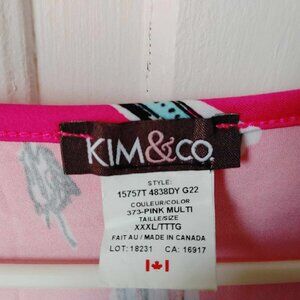 KIM&CO.
STYLE:
15757T 4838DY G22
COULEUR/COLOR
373-PINK MULTI
TAILLE/SIZE
XXXL/TTTG
FAIT AU / MADE IN CANADA
LOT: 18231 CA: 16917